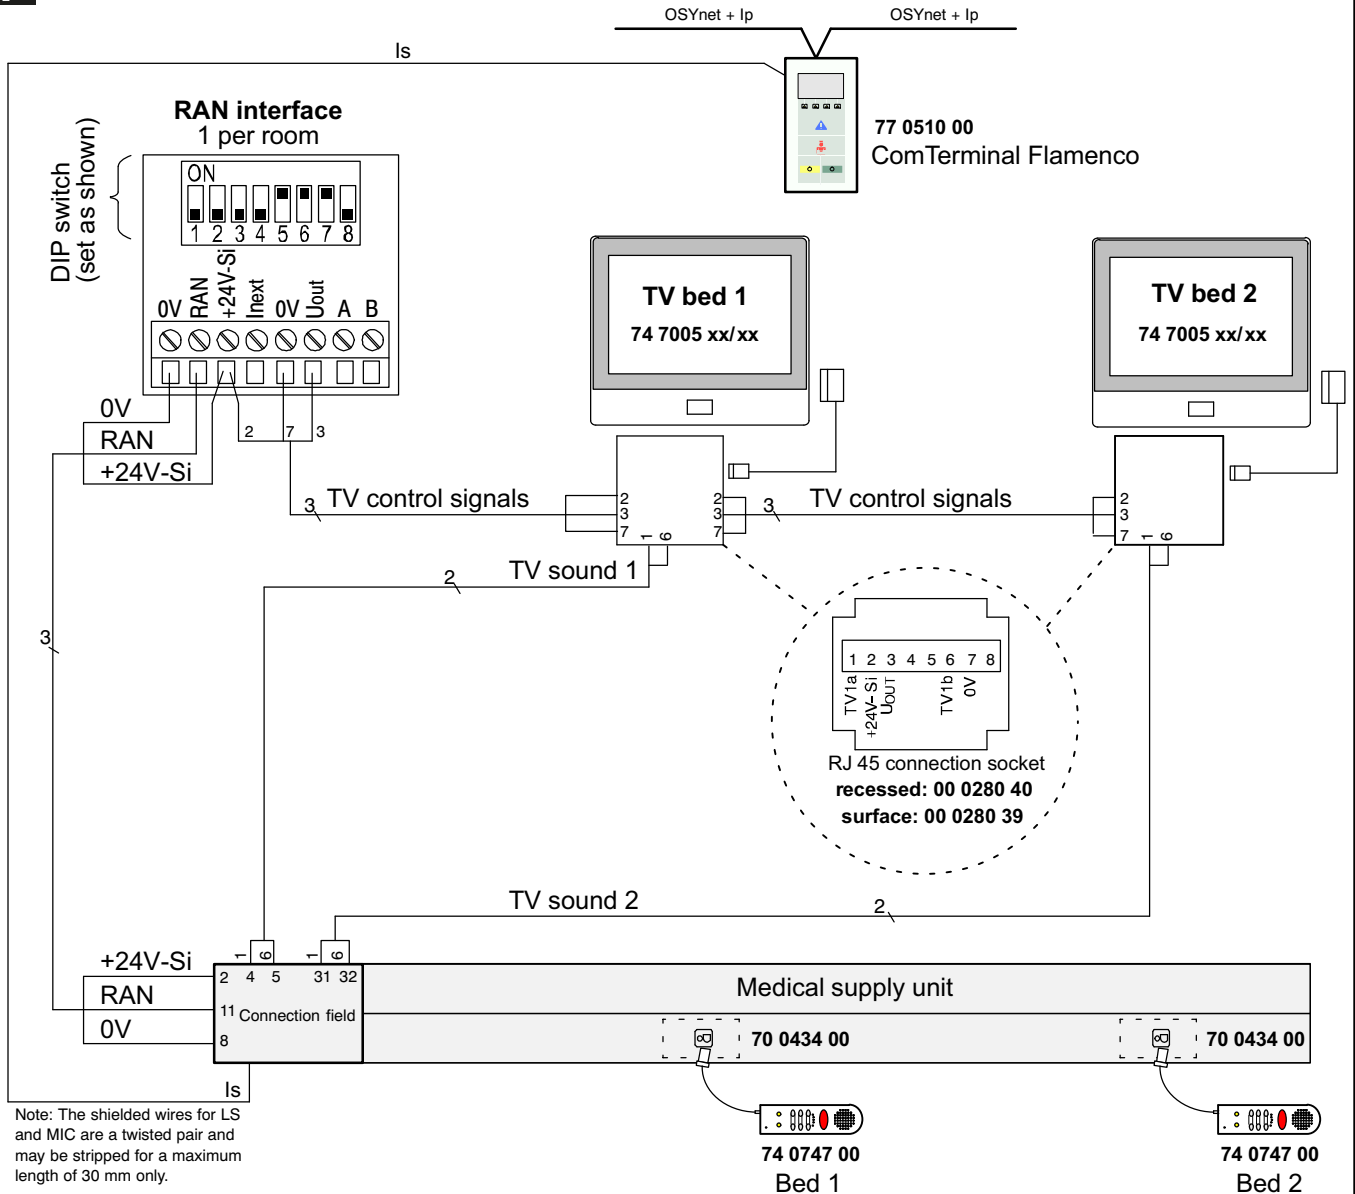 OSYnet + Ip
OSYnet + Ip
Is
RAN interface
1 per room
DIP switch
(set as shown)
ON
1 2 3 4 5 6 7 8
0V RAN +24V-Si Inext 0V Uout A B
77 0510 00
ComTerminal Flamenco
TV bed 1
74 7005 xx/xx
TV bed 2
74 7005 xx/xx
0V
RAN
+24V-Si
2 7 3
3 TV control signals
2
3
7
2
3
7
1 6
3 TV control signals
2
3
7
1 6
2 TV sound 1
3
1 2 3 4 5 6 7 8
TV1a +24V-Si UOUT TV1b 0V
RJ 45 connection socket
recessed: 00 0280 40
surface: 00 0280 39
TV sound 2 2
1 6 1 6
+24V-Si
RAN
0V
2 4 5 31 32
11 Connection field
8
Medical supply unit
70 0434 00
70 0434 00
Is
Note: The shielded wires for LS
and MIC are a twisted pair and
may be stripped for a maximum
length of 30 mm only.
74 0747 00
Bed 1
74 0747 00
Bed 2